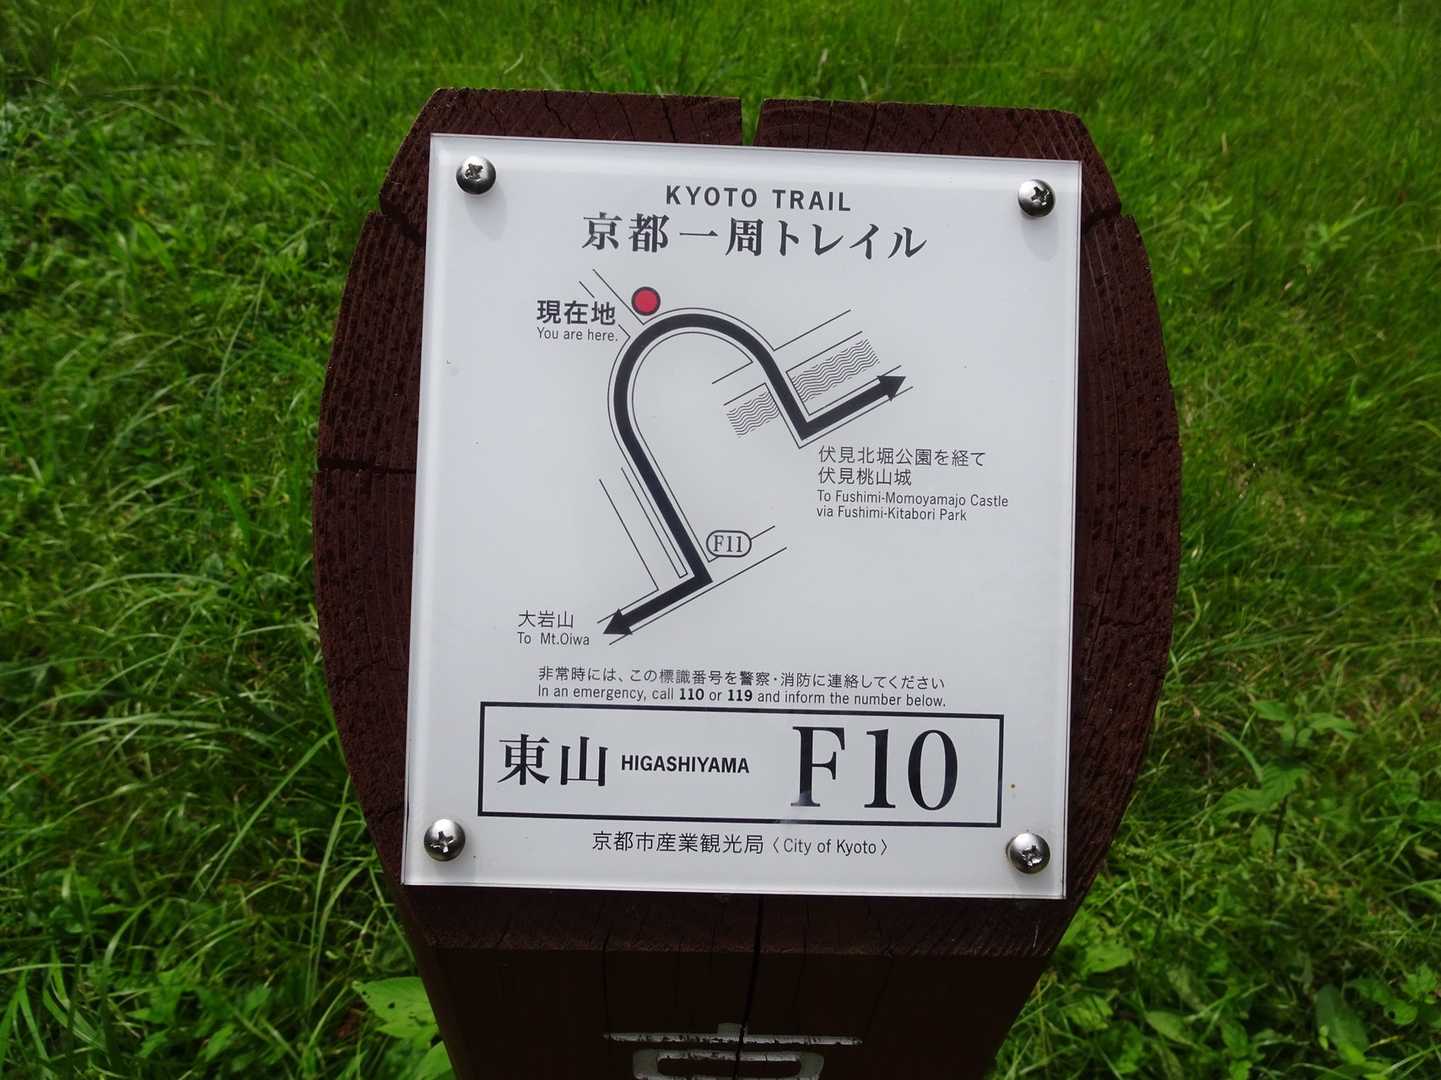 KYOTO TRAIL
京都一周トレイル
現在地
You are here.
伏見北堀公園を経て
伏見桃山城
To Fushimi-Momoyamajo Castle
via Fushimi-Kitabori Park
F11
大岩山
To Mt.Oiwa
非常時には、この標識番号を警察・消防に連絡してください
In an emergency, call 110 or 119 and inform the number below.
東山 HIGASHIYAMA F10
京都市産業観光局〈City of Kyoto〉